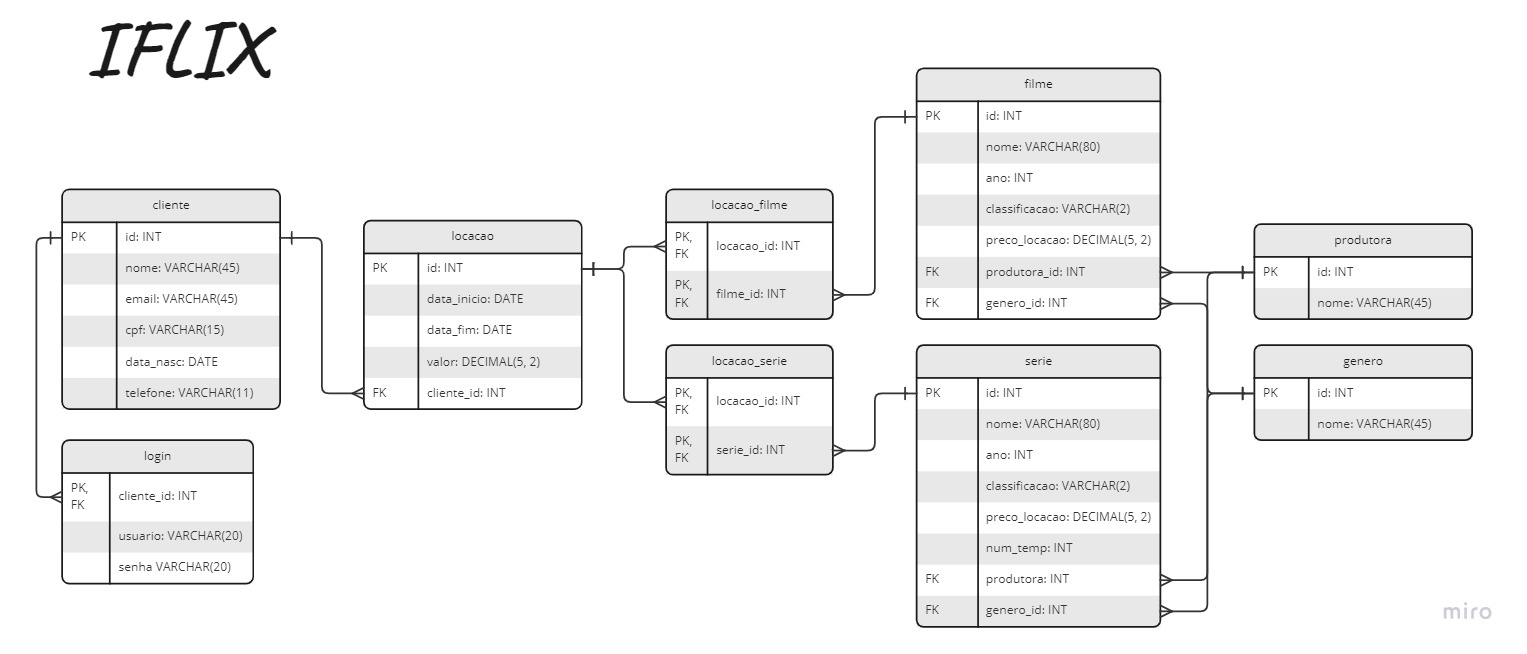 IFLIX
cliente
PK id: INT
nome: VARCHAR(45)
email: VARCHAR(45)
cpf: VARCHAR(15)
data_nasc: DATE
telefone: VARCHAR(11)
login
PK,
FK
cliente_id: INT
usuario: VARCHAR(20)
senha VARCHAR(20)
locacao
PK id: INT
data_inicio: DATE
data_fim: DATE
valor: DECIMAL(5, 2)
FK cliente_id: INT
locacao_filme
PK,
FK
locacao_id: INT
PK,
FK
filme_id: INT
locacao_serie
PK,
FK
locacao_id: INT
PK,
FK
serie_id: INT
filme
PK id: INT
nome: VARCHAR(80)
ano: INT
classificacao: VARCHAR(2)
preco_locacao: DECIMAL(5, 2)
FK produtora_id: INT
FK genero_id: INT
serie
PK id: INT
nome: VARCHAR(80)
ano: INT
classificacao: VARCHAR(2)
preco_locacao: DECIMAL(5, 2)
num_temp: INT
FK produtora: INT
FK genero_id: INT
produtora
PK id: INT
nome: VARCHAR(45)
genero
PK id: INT
nome: VARCHAR(45)
miro